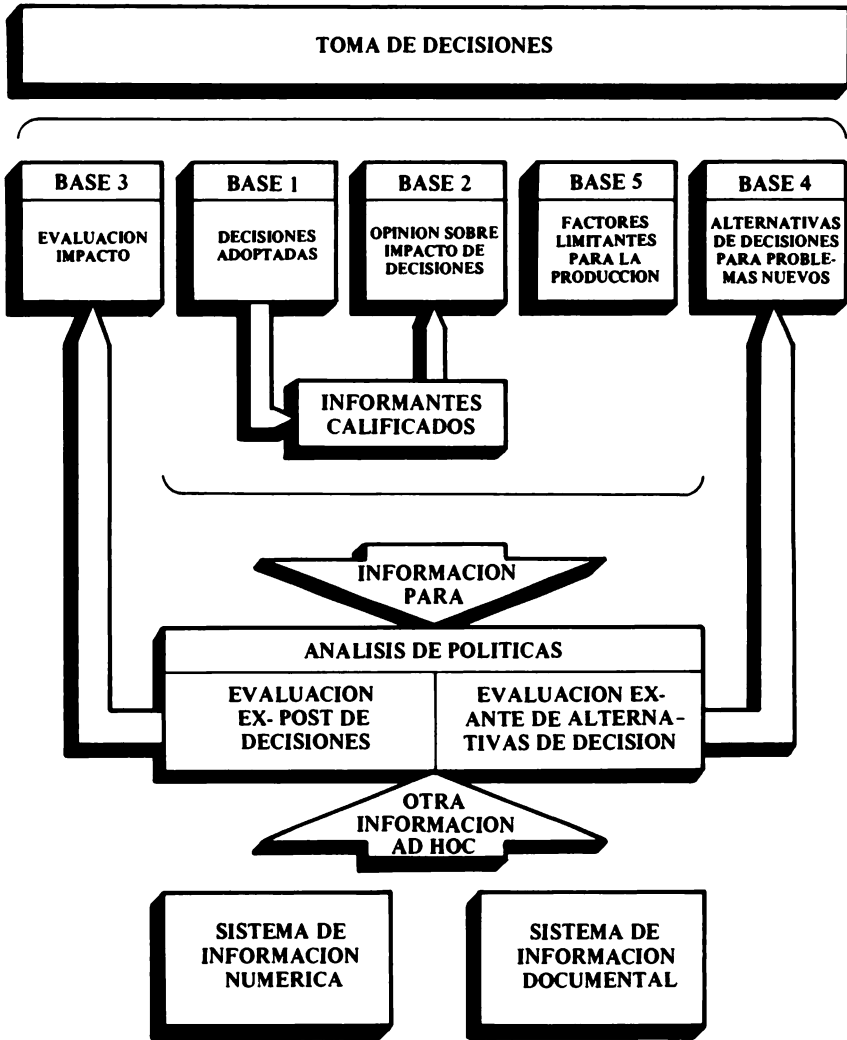 TOMA DE DECISIONES
BASE 3
EVALUACION
IMPACTO
BASE 1
DECISIONES
ADOPTADAS
BASE 2
OPINION SOBRE
IMPACTO DE
DECISIONES
BASE 5
FACTORES
LIMITANTES
PARA LA
PRODUCCION
BASE 4
ALTERNATIVAS
DE DECISIONES
PARA PROBLE-
MAS NUEVOS
INFORMANTES
CALIFICADOS
INFORMACION
PARA
ANALISIS DE POLITICAS
EVALUACION
EX- POST DE
DECISIONES
EVALUACION EX-
ANTE DE ALTERNA-
TIVAS DE DECISION
OTRA
INFORMACION
AD HOC
SISTEMA DE
INFORMACION
NUMERICA
SISTEMA DE
INFORMACION
DOCUMENTAL